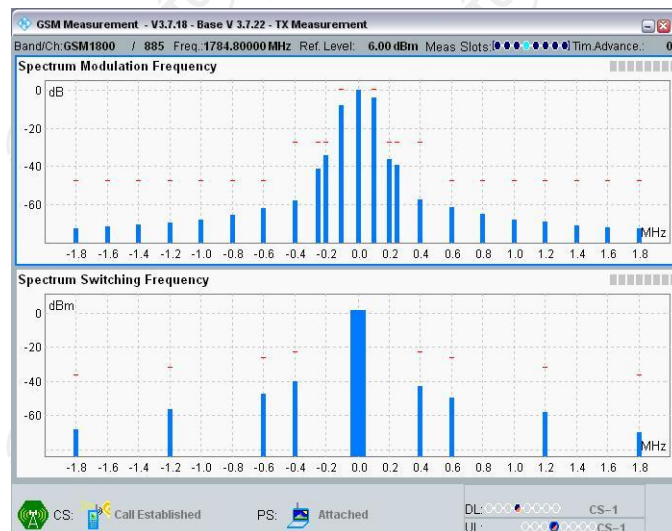 GSM Measurement - V3.7.18 - Base V 3.7.22 - TX Measurement
Band/Ch:GSM1800 / 885 Freq.:1784.80000 MHz Ref. Level: 6.00 dBm Meas Slots: Tim.Advance.: 0
Spectrum Modulation Frequency
dB
0
-20
-40
-60
MHz
-1.8 -1.6 -1.4 -1.2 -1.0 -0.8 -0.6 -0.4 -0.2 0.0 0.2 0.4 0.6 0.8 1.0 1.2 1.4 1.6 1.8
Spectrum Switching Frequency
dBm
0
-20
-40
-60
MHz
-1.8 -1.6 -1.4 -1.2 -1.0 -0.8 -0.6 -0.4 -0.2 0.0 0.2 0.4 0.6 0.8 1.0 1.2 1.4 1.6 1.8
CS: Call Established PS: Attached DL: CS-1
UL: CS-1